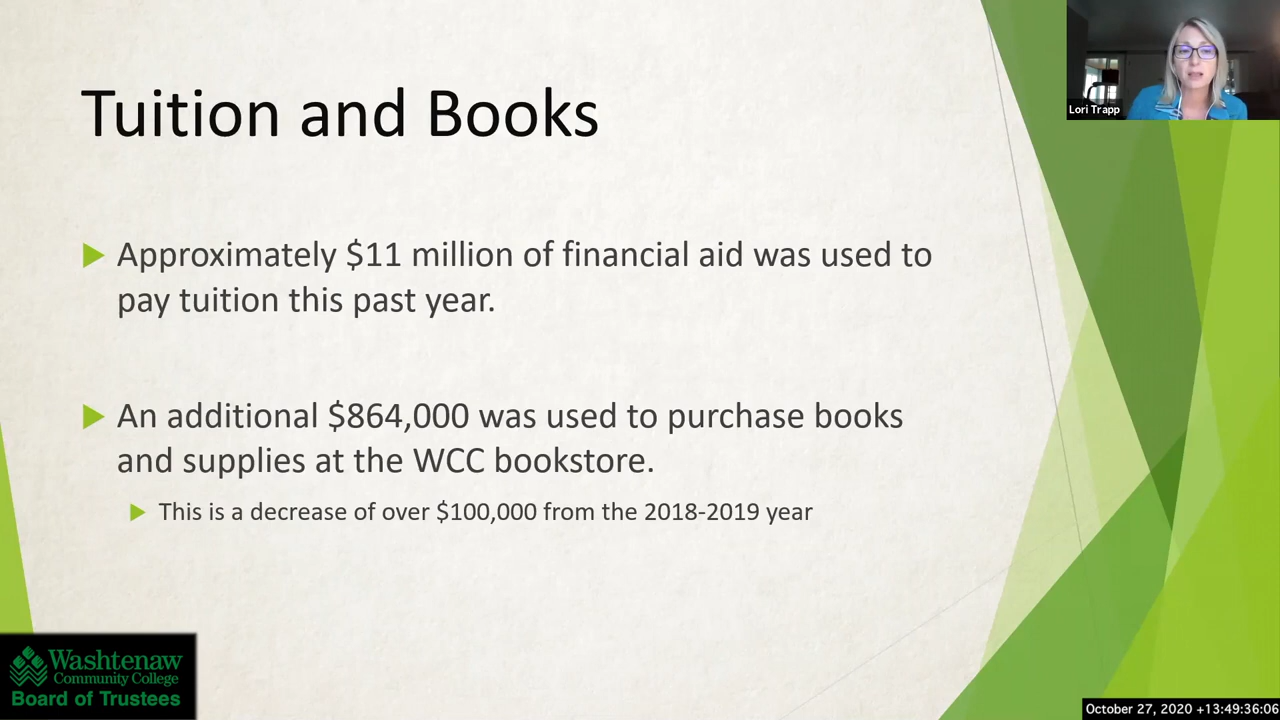 Tuition and Books
Approximately $11 million of financial aid was used to
pay tuition this past year.
An additional $864,000 was used to purchase books
and supplies at the WCC bookstore.
This is a decrease of over $100,000 from the 2018-2019 year
Lori Trapp
Washtenaw
Community College
Board of Trustees
October 27, 2020 +13:49:36:06